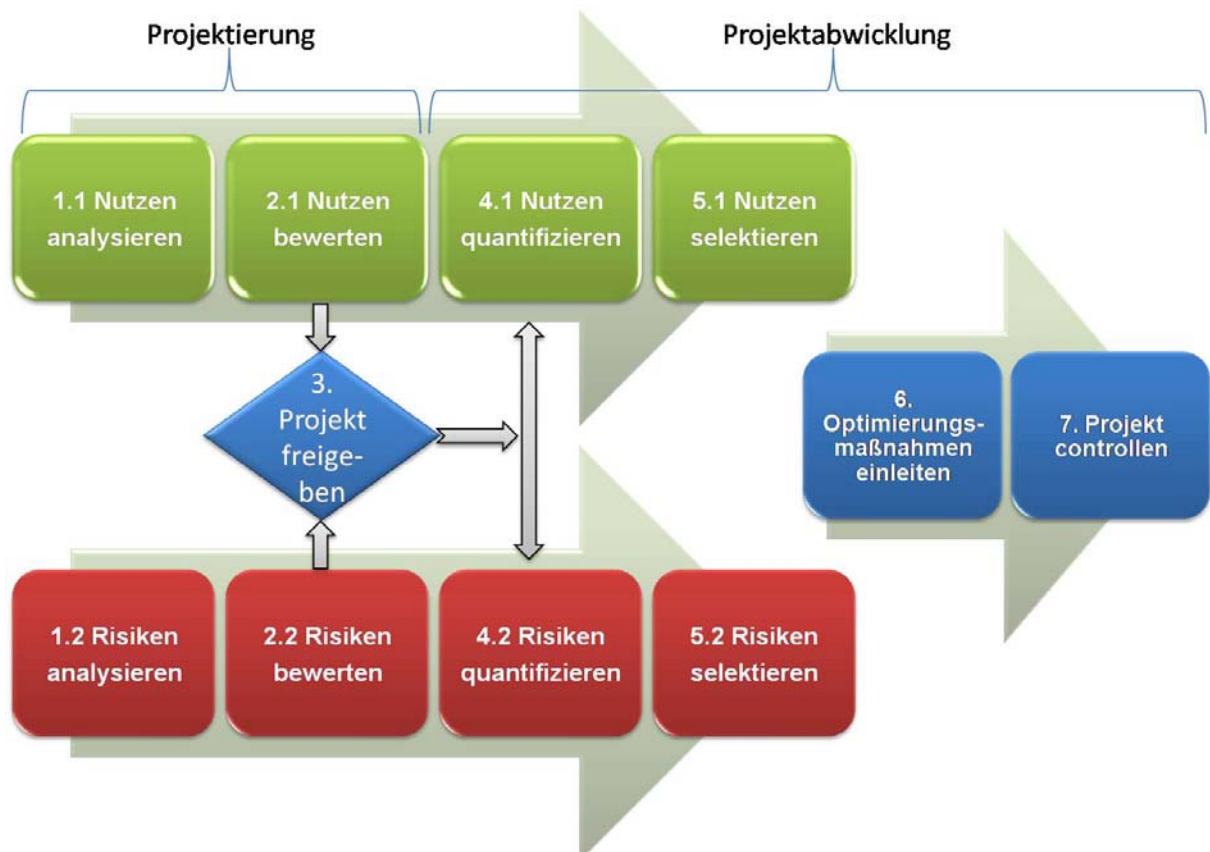 Projektierung
Projektabwicklung
1.1 Nutzen
analysieren
2.1 Nutzen
bewerten
4.1 Nutzen
quantifizieren
5.1 Nutzen
selektieren
3.
Projekt
freige-
ben
6.
Optimierungs-
maßnahmen
einleiten
7. Projekt
controllen
1.2 Risiken
analysieren
2.2 Risiken
bewerten
4.2 Risiken
quantifizieren
5.2 Risiken
selektieren